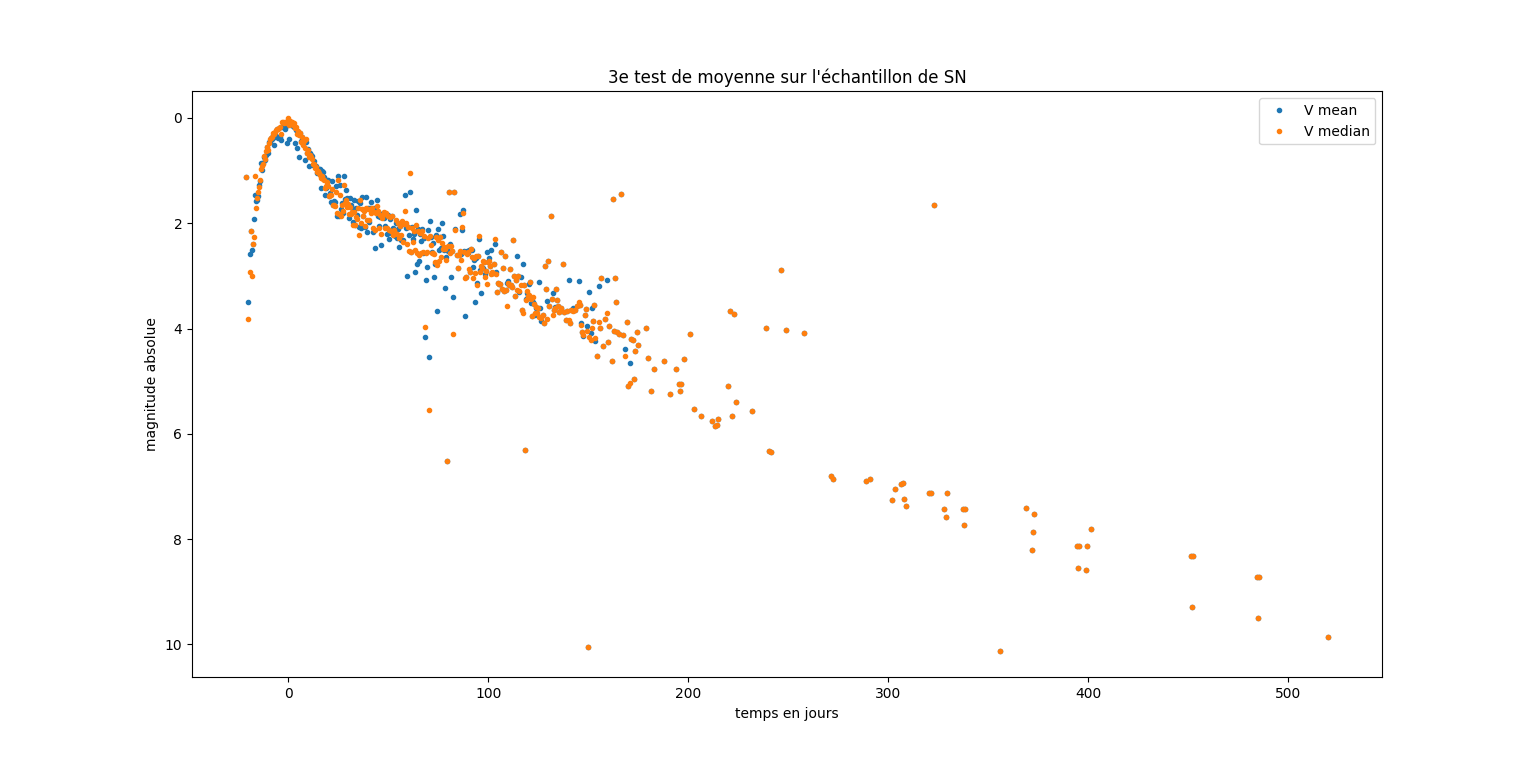 3e test de moyenne sur l'échantillon de SN
V mean
V median
magnitude absolue
0
2
4
6
8
10
0
100
200
300
400
500
temps en jours